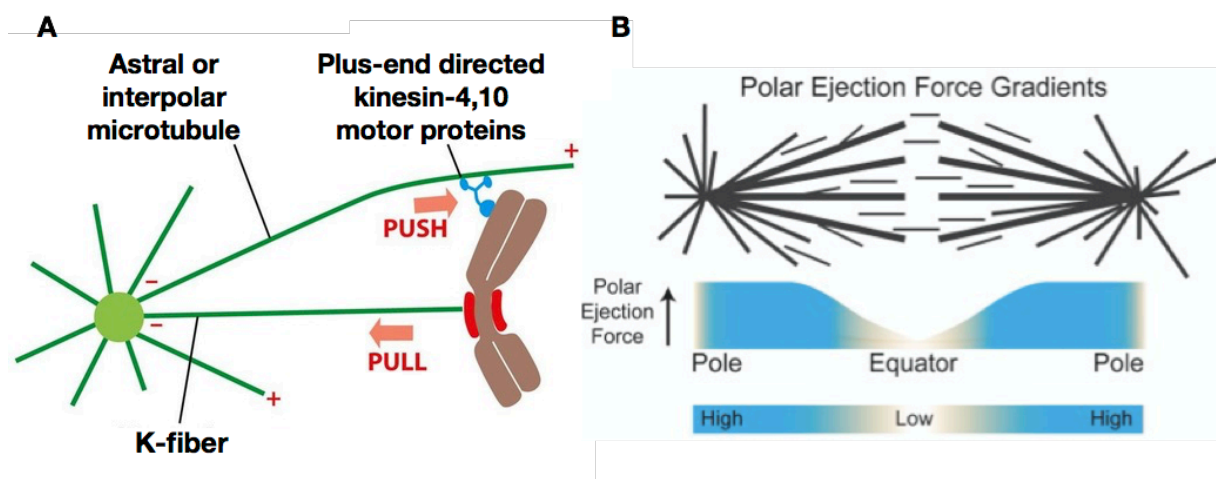 A
Astral or
interpolar
microtubule
Plus-end directed
kinesin-4,10
motor proteins
+
PUSH
−
−
PULL
+
K-fiber
B
Polar Ejection Force Gradients
Polar
Ejection
Force
Pole
Equator
Pole
High
Low
High